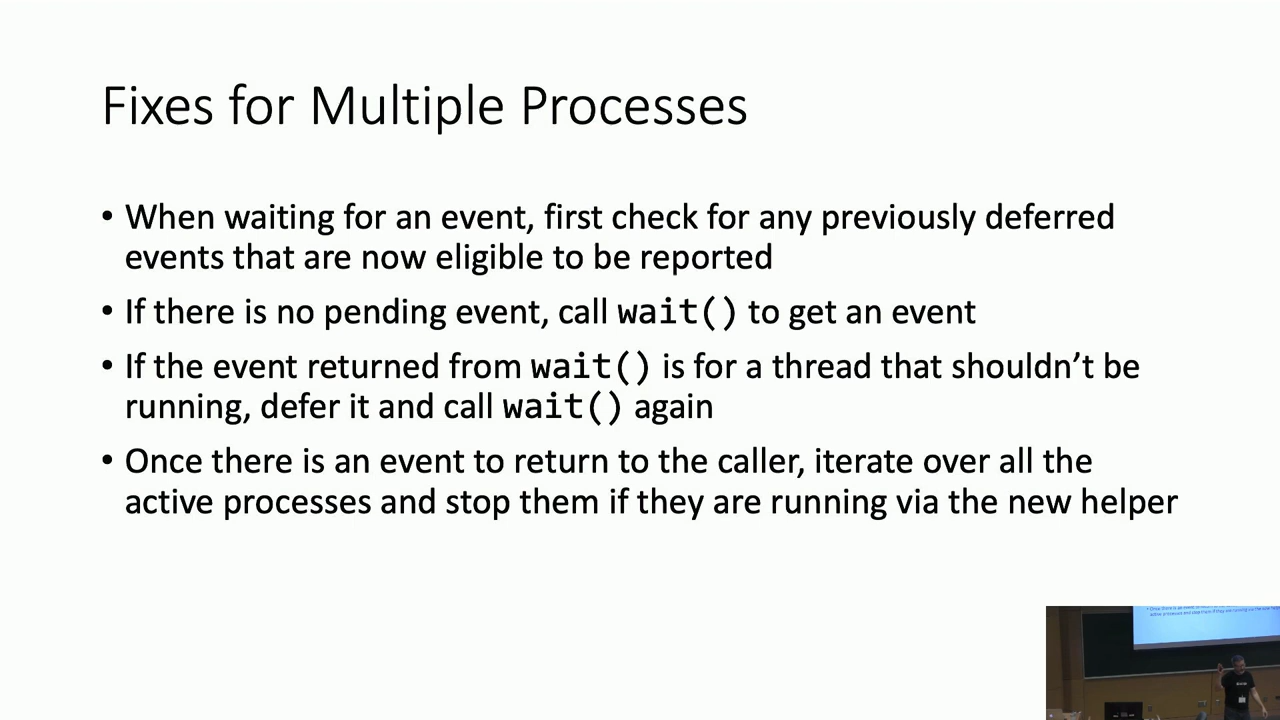 Fixes for Multiple Processes
• When waiting for an event, first check for any previously deferred
events that are now eligible to be reported
• If there is no pending event, call wait() to get an event
• If the event returned from wait() is for a thread that shouldn’t be
running, defer it and call wait() again
• Once there is an event to return to the caller, iterate over all the
active processes and stop them if they are running via the new helper